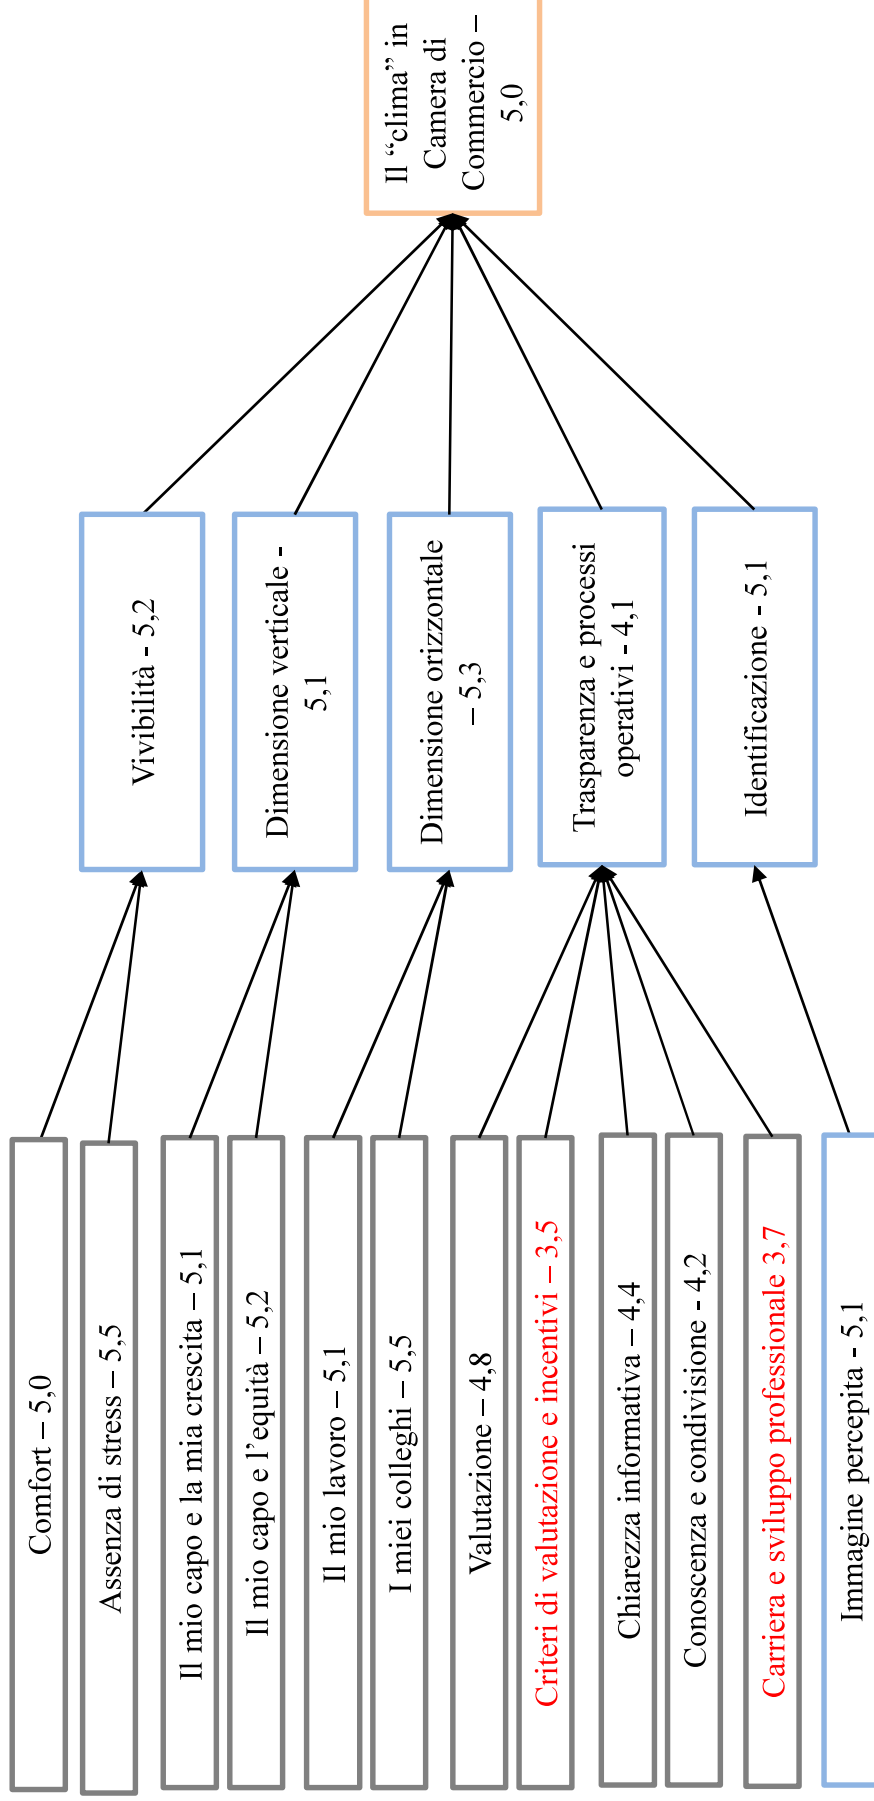 Comfort – 5,0
Assenza di stress – 5,5
Il mio capo e la mia crescita – 5,1
Il mio capo e l’equità – 5,2
Il mio lavoro – 5,1
I miei colleghi – 5,5
Valutazione – 4,8
Criteri di valutazione e incentivi – 3,5
Chiarezza informativa – 4,4
Conoscenza e condivisione - 4,2
Carriera e sviluppo professionale 3,7
Immagine percepita - 5,1
Vivibilità - 5,2
Dimensione verticale -
5,1
Dimensione orizzontale
– 5,3
Trasparenza e processi
operativi - 4,1
Identificazione - 5,1
Il “clima” in
Camera di
Commercio –
5,0